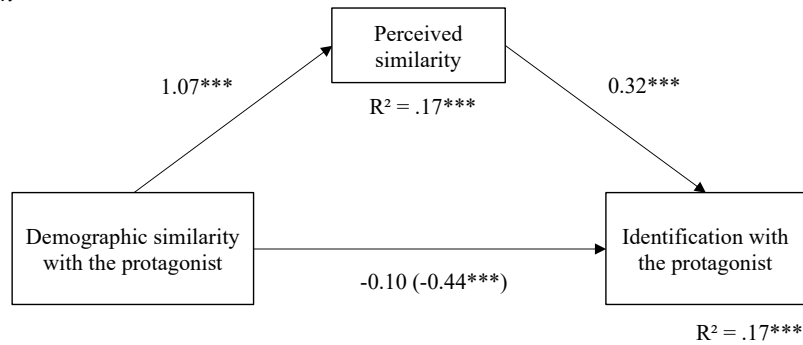 Perceived
similarity
1.07***
0.32***
R² = .17***
Demographic similarity
with the protagonist
Identification with
the protagonist
-0.10 (-0.44***)
R² = .17***